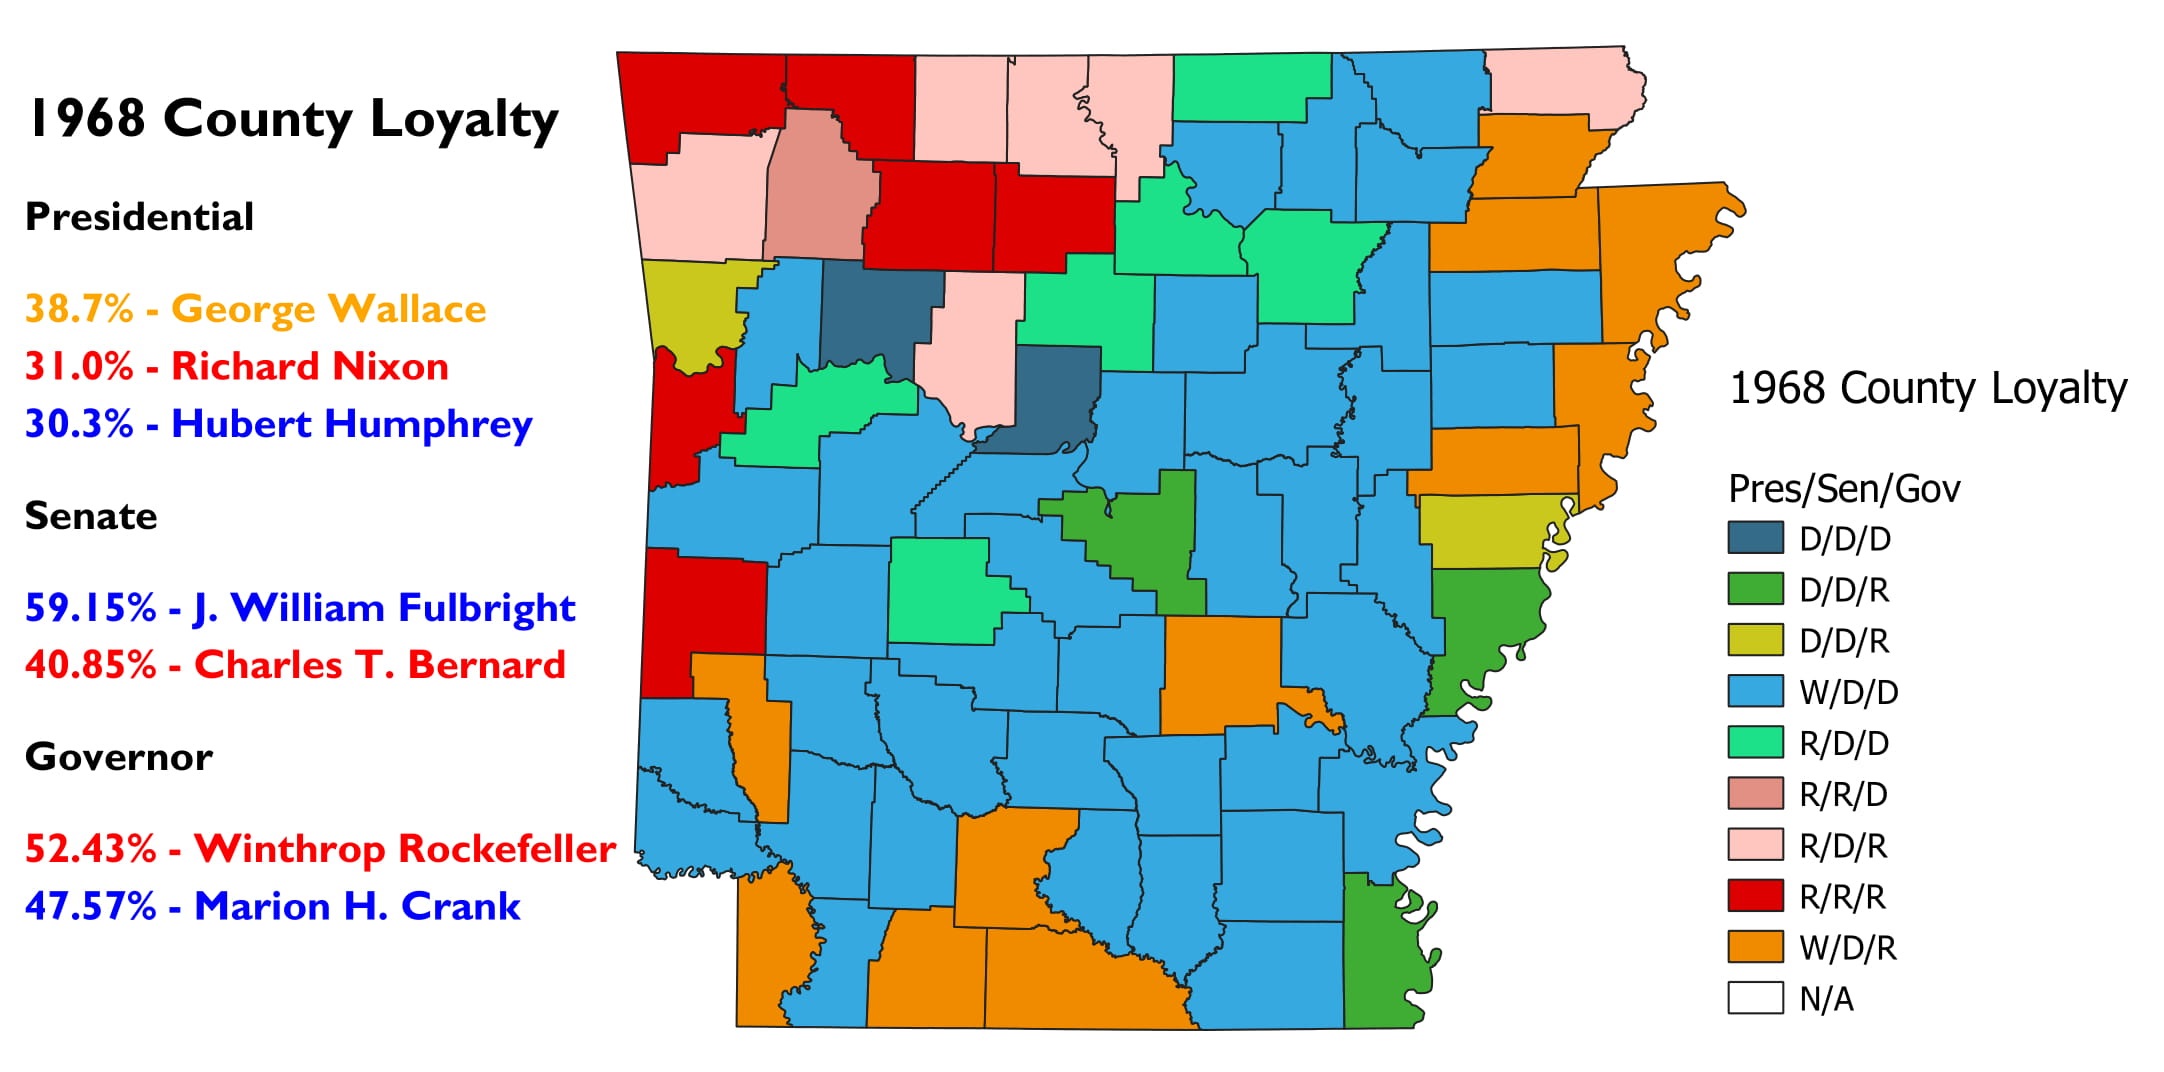 1968 County Loyalty
Presidential
38.7% - George Wallace
31.0% - Richard Nixon
30.3% - Hubert Humphrey
Senate
59.15% - J. William Fulbright
40.85% - Charles T. Bernard
Governor
52.43% - Winthrop Rockefeller
47.57% - Marion H. Crank
1968 County Loyalty
Pres/Sen/Gov
D/D/D
D/D/R
D/D/R
W/D/D
R/D/D
R/R/D
R/D/R
R/R/R
W/D/R
N/A